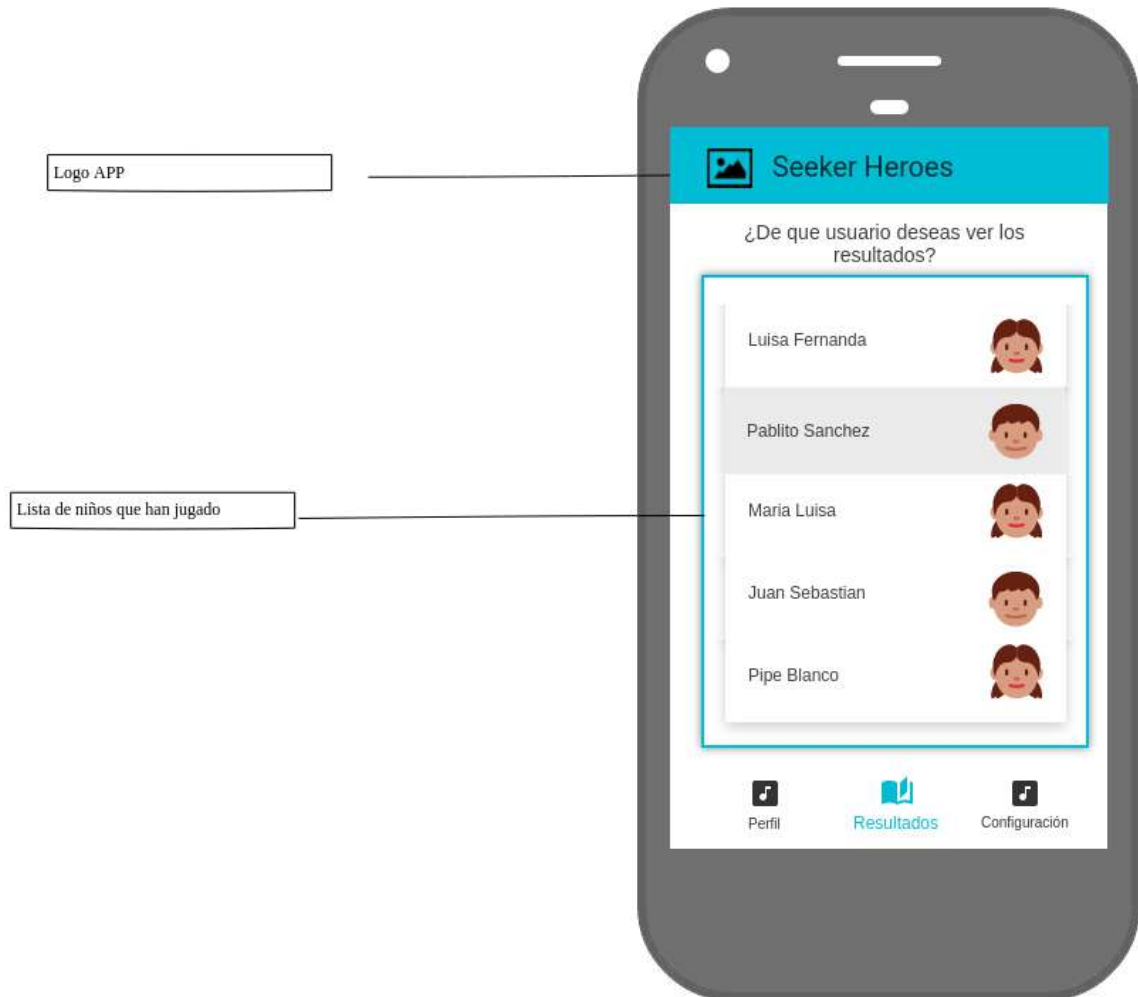 Logo APP
Seeker Heroes
¿De que usuario deseas ver los
resultados?
Luisa Fernanda
Pablito Sanchez
Lista de niños que han jugado
Maria Luisa
Juan Sebastian
Pipe Blanco
Perfil
Resultados
Configuración